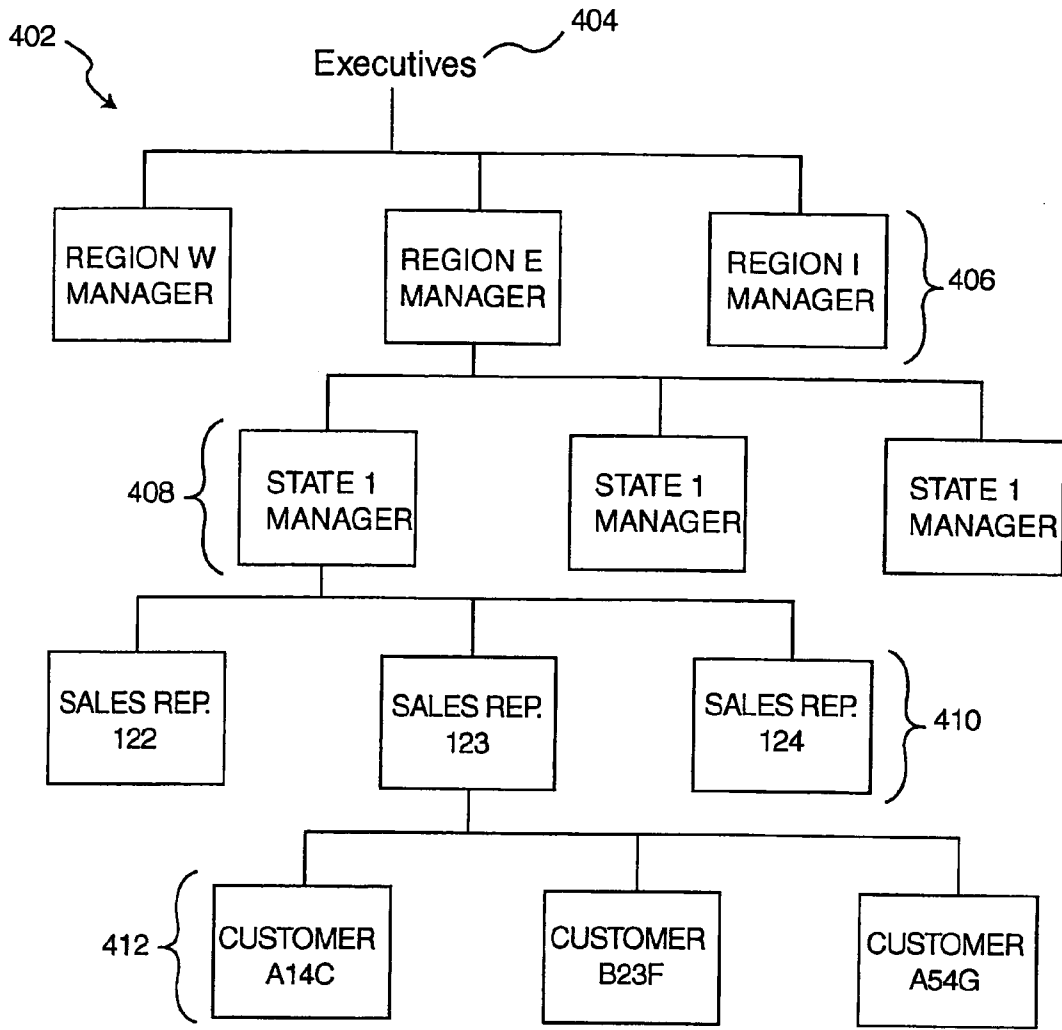 402
404
Executives
REGION W
MANAGER
REGION E
MANAGER
REGION I
MANAGER
406
408
STATE 1
MANAGER
STATE 1
MANAGER
STATE 1
MANAGER
SALES REP.
122
SALES REP.
123
SALES REP.
124
410
412
CUSTOMER
A14C
CUSTOMER
B23F
CUSTOMER
A54G